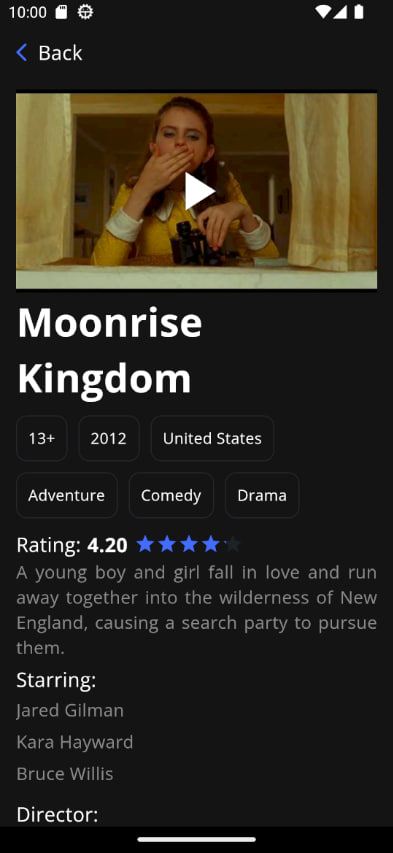 10:00
Back
Moonrise
Kingdom
13+ 2012 United States
Adventure Comedy Drama
Rating: 4.20
A young boy and girl fall in love and run
away together into the wilderness of New
England, causing a search party to pursue
them.
Starring:
Jared Gilman
Kara Hayward
Bruce Willis
Director: